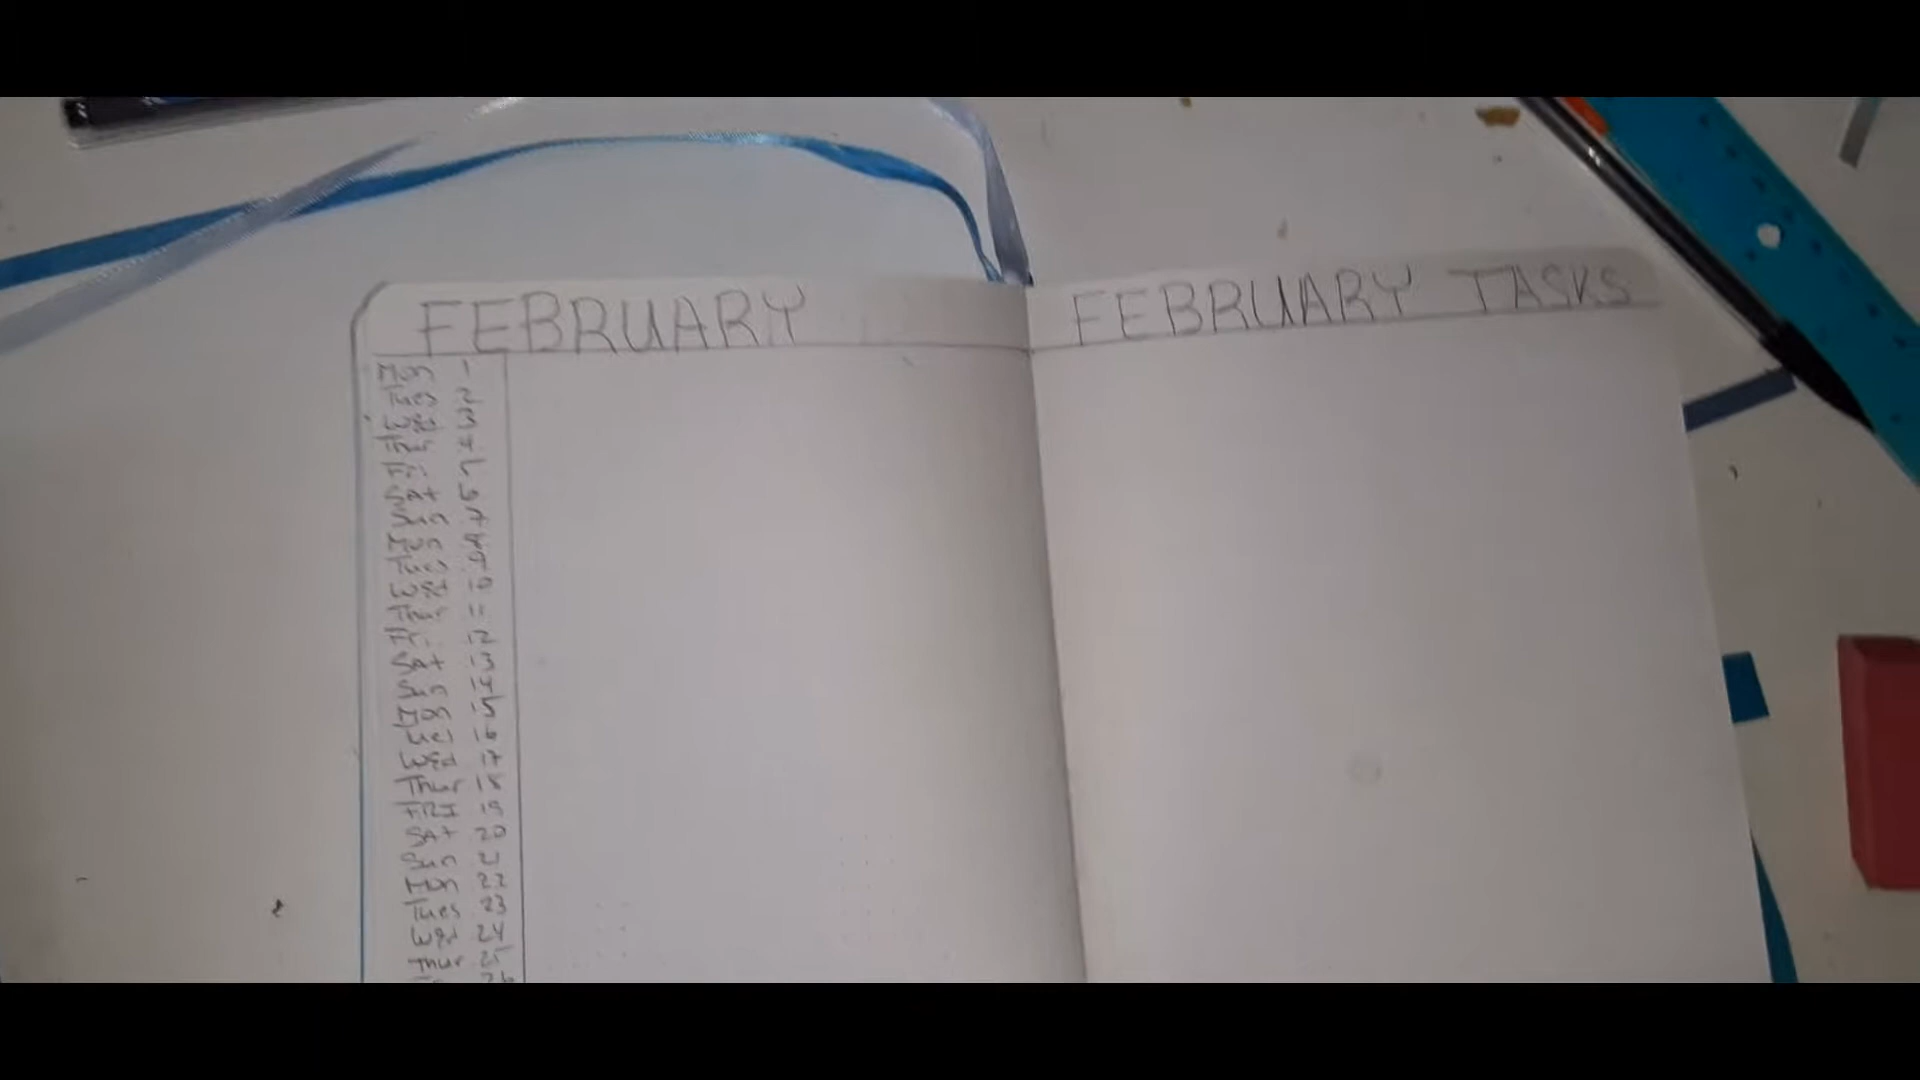 FEBRUARY
Mon 1
Tues 2
Wed 3
Thur 4
Fri 5
Sat 6
Sun 7
Mon 8
Tues 9
Wed 10
Thur 11
Fri 12
Sat 13
Sun 14
Mon 15
Tues 16
Wed 17
Thur 18
FRI 19
SAt 20
Sun 21
Mon 22
Tues 23
Wed 24
Thur 25
26
FEBRUARY TASKS